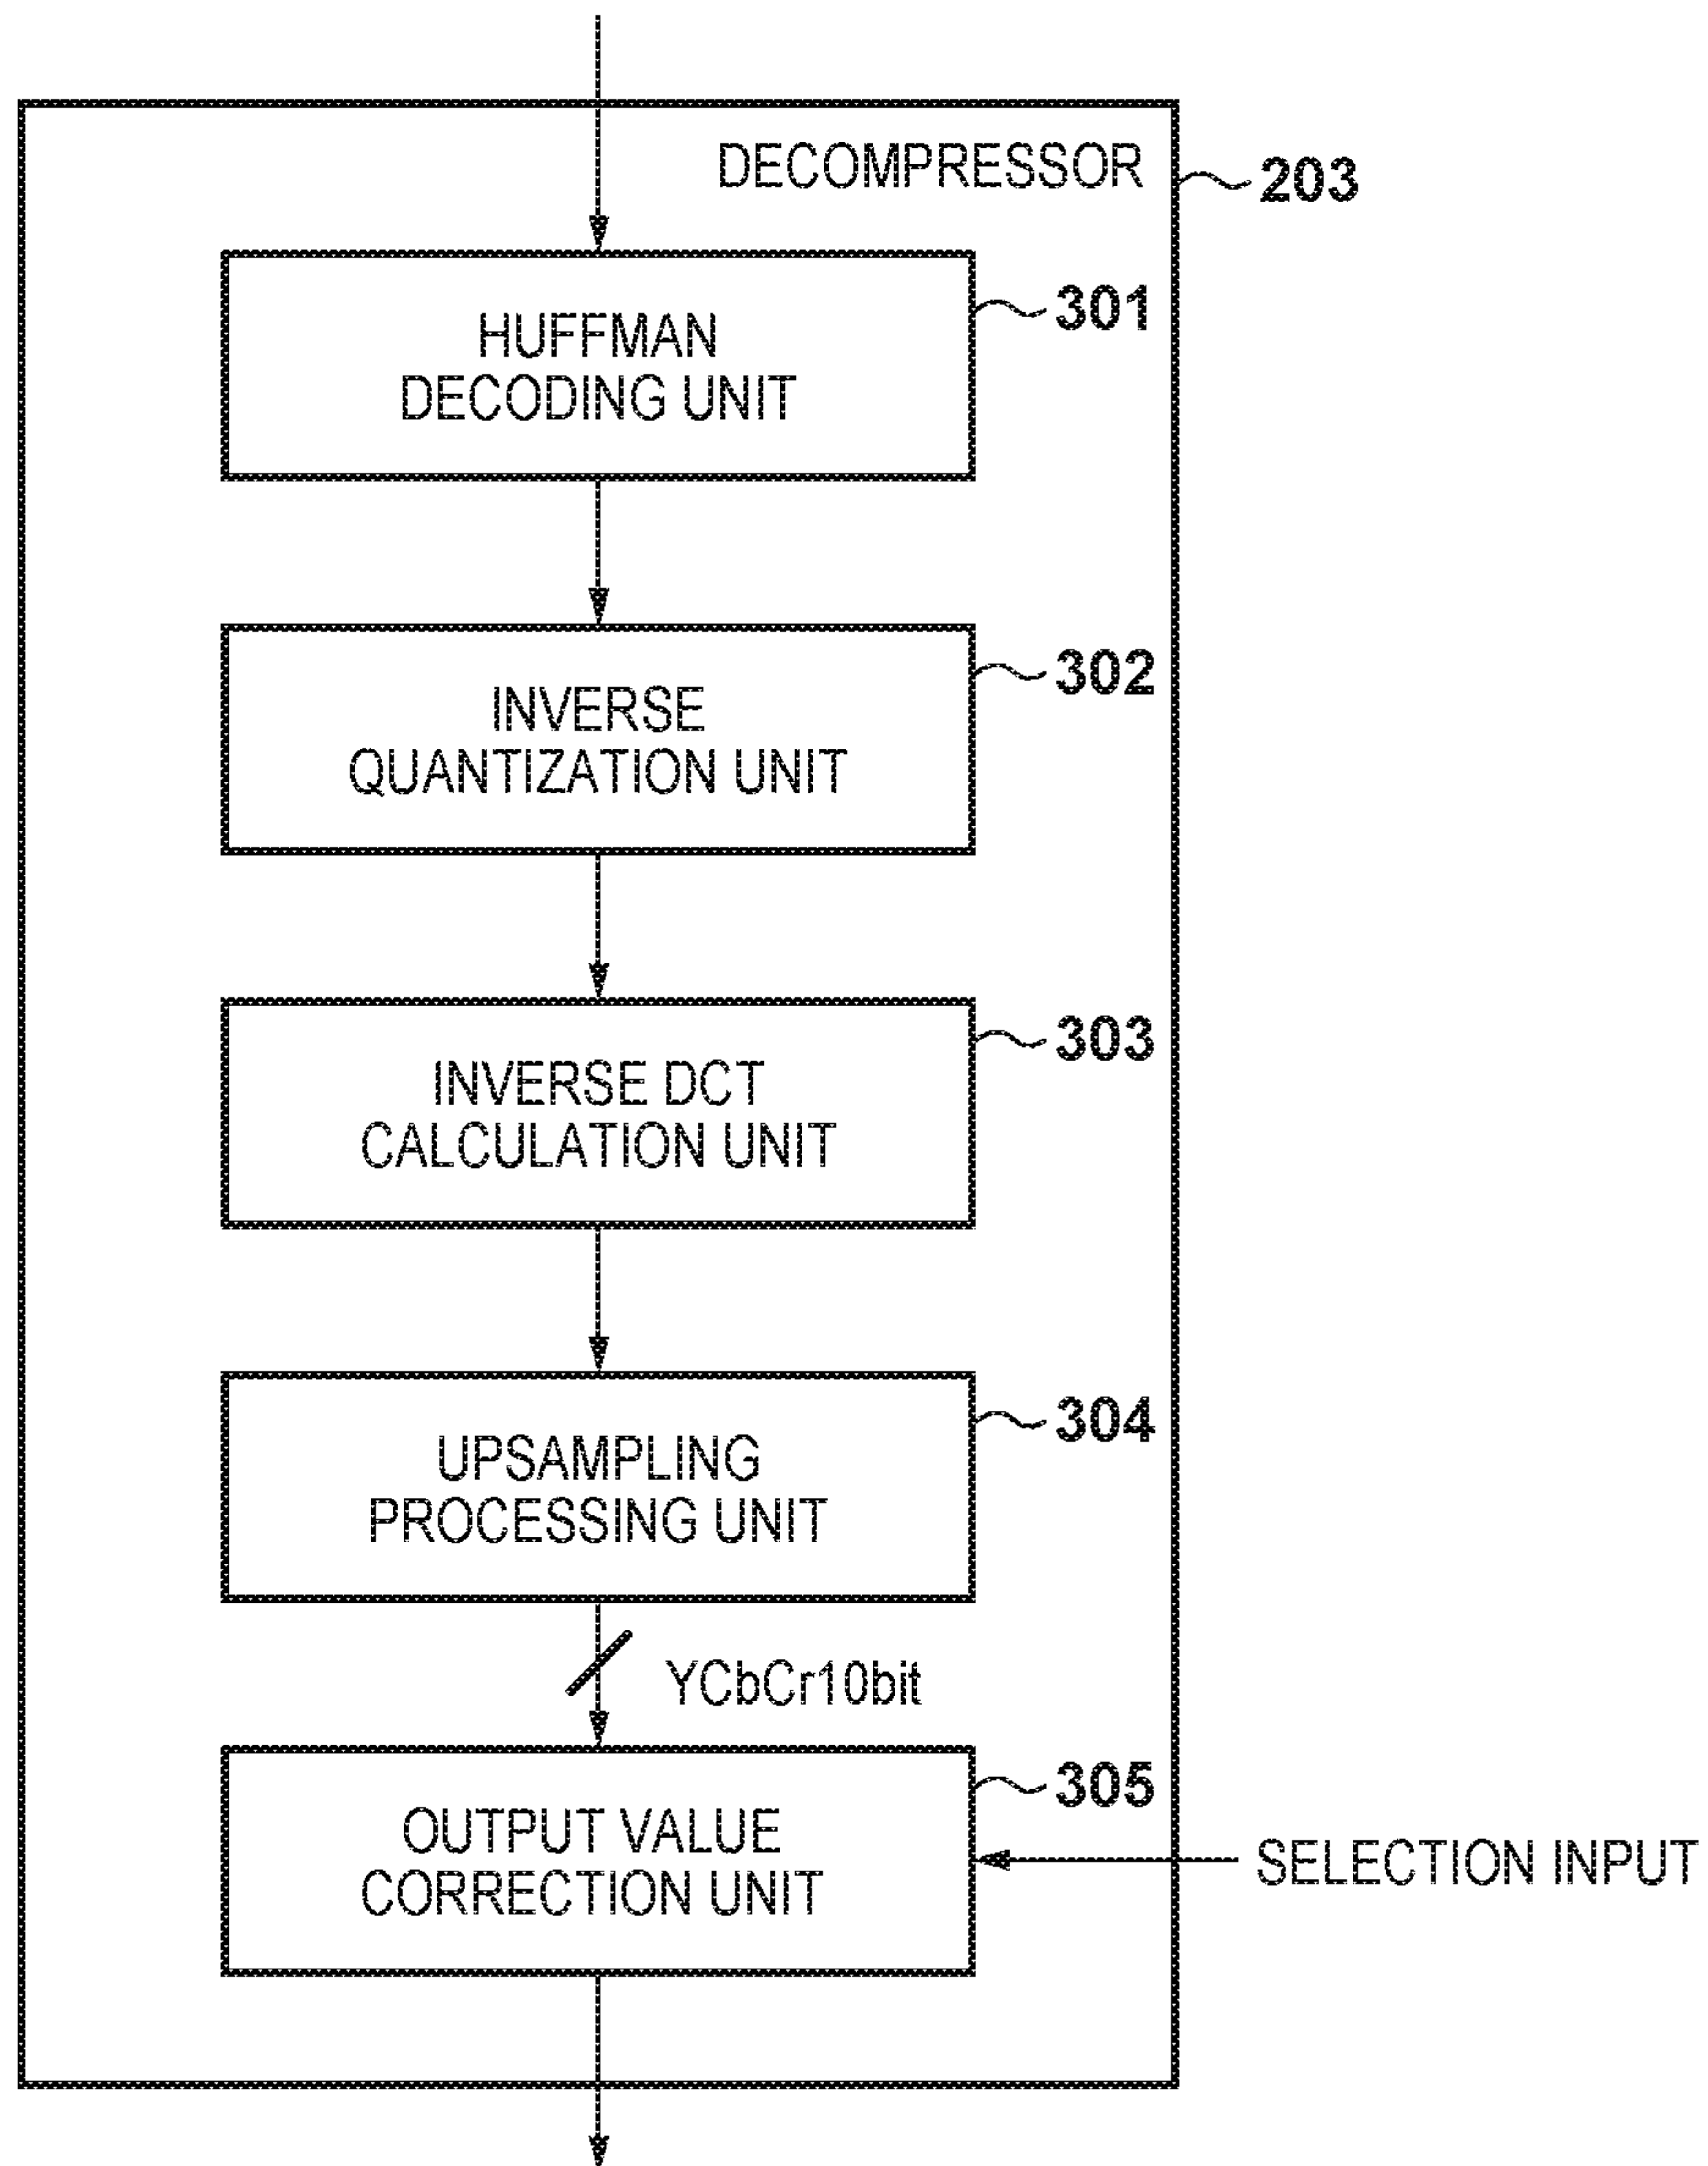 DECOMPRESSOR
203
HUFFMAN
DECODING UNIT
301
INVERSE
QUANTIZATION UNIT
302
INVERSE DCT
CALCULATION UNIT
303
UPSAMPLING
PROCESSING UNIT
304
YCbCr10bit
OUTPUT VALUE
CORRECTION UNIT
305
SELECTION INPUT